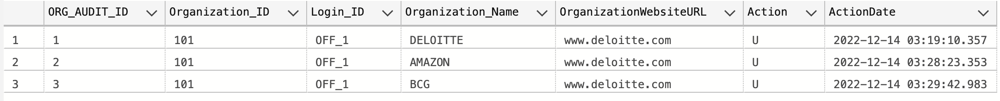 ORG_AUDIT_ID Organization_ID Login_ID Organization_Name OrganizationWebsiteURL Action ActionDate
1 1 101 OFF_1 DELOITTE www.deloitte.com U 2022-12-14 03:19:10.357
2 2 101 OFF_1 AMAZON www.deloitte.com U 2022-12-14 03:28:23.353
3 3 101 OFF_1 BCG www.deloitte.com U 2022-12-14 03:29:42.983